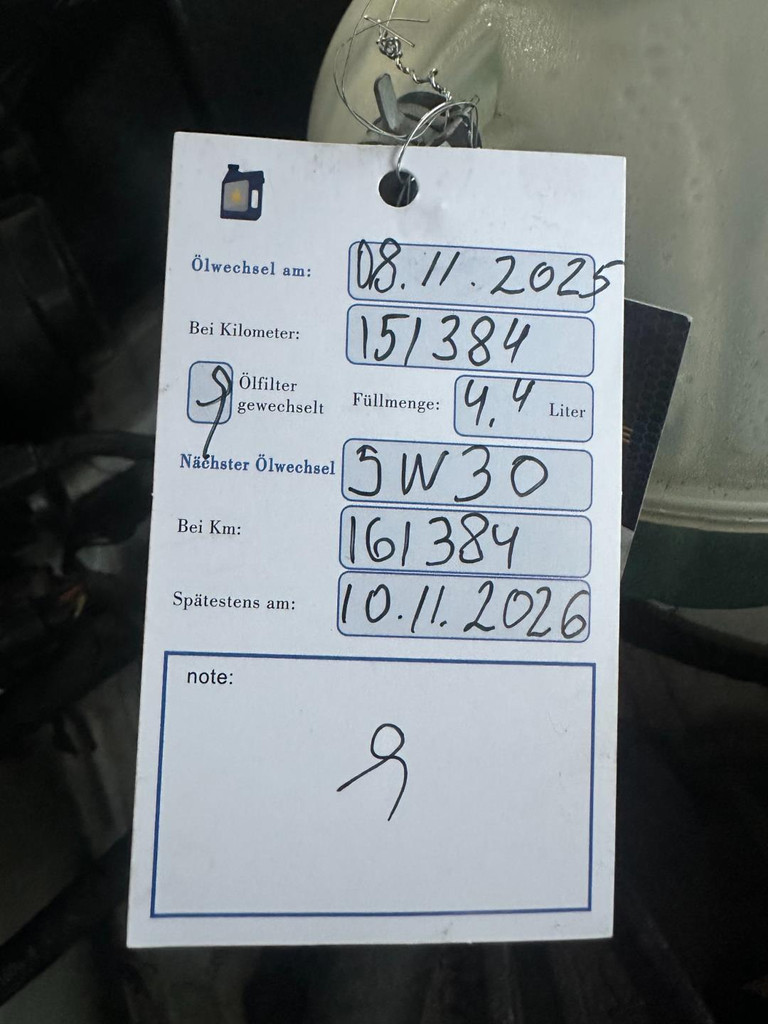 Ölwechsel am: 08.11.2025
Bei Kilometer: 151384
Ölfilter
gewechselt
Füllmenge: 4,4 Liter
Nächster Ölwechsel 5W30
Bei Km: 161384
Spätestens am: 10.11.2026
note: